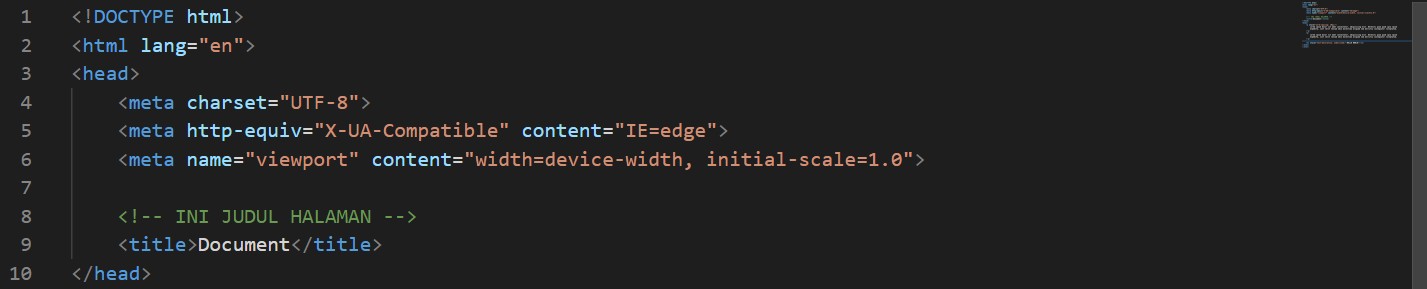 1 <!DOCTYPE html>
2 <html lang="en">
3 <head>
4     <meta charset="UTF-8">
5     <meta http-equiv="X-UA-Compatible" content="IE=edge">
6     <meta name="viewport" content="width=device-width, initial-scale=1.0">
7
8     <!-- INI JUDUL HALAMAN -->
9     <title>Document</title>
10 </head>